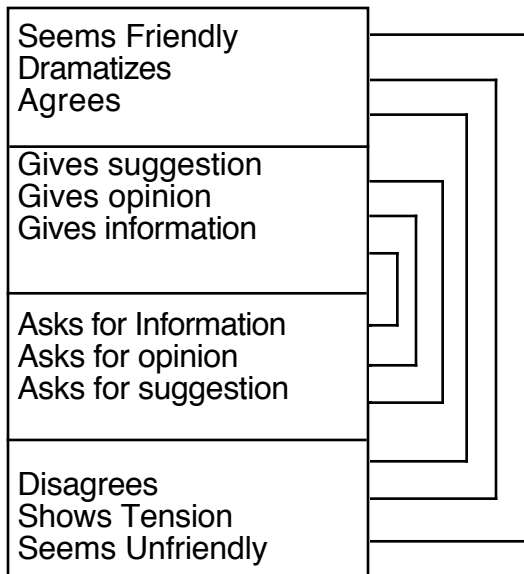 Seems Friendly
Dramatizes
Agrees
Gives suggestion
Gives opinion
Gives information
Asks for Information
Asks for opinion
Asks for suggestion
Disagrees
Shows Tension
Seems Unfriendly